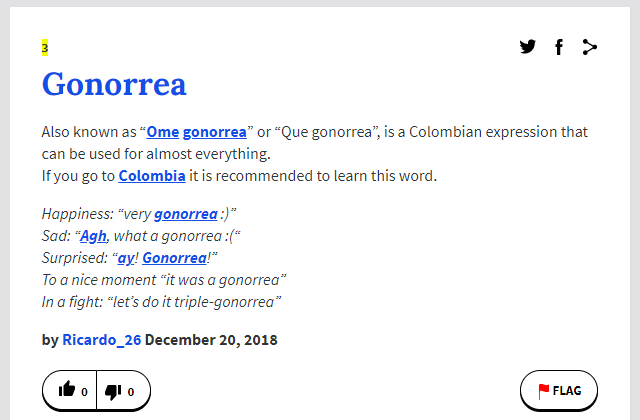 3
Gonorrea
Also known as “Ome gonorrea” or “Que gonorrea”, is a Colombian expression that
can be used for almost everything.
If you go to Colombia it is recommended to learn this word.
Happiness: “very gonorrea :)”
Sad: “Agh, what a gonorrea :(“
Surprised: “ay! Gonorrea!”
To a nice moment “it was a gonorrea”
In a fight: “let’s do it triple-gonorrea”
by Ricardo_26 December 20, 2018
0 0 FLAG